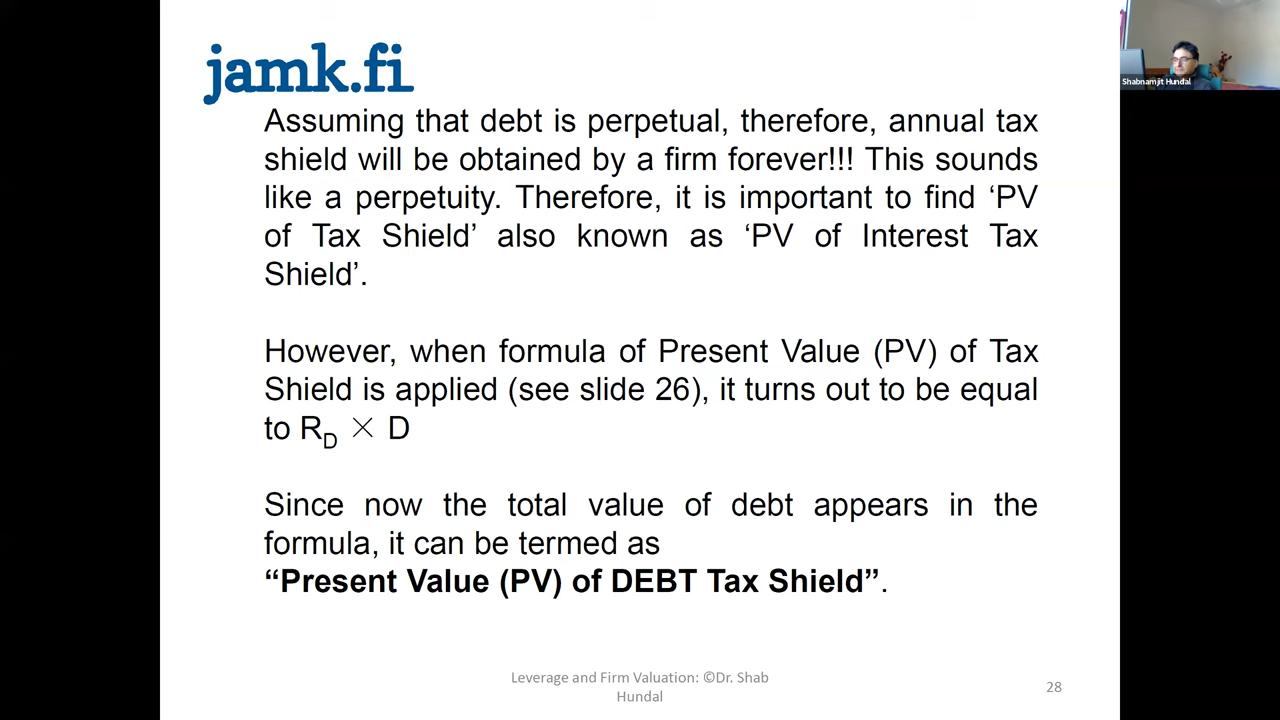 jamk.fi
Shabnamjit Hundal
Assuming that debt is perpetual, therefore, annual tax
shield will be obtained by a firm forever!!! This sounds
like a perpetuity. Therefore, it is important to find ‘PV
of Tax Shield’ also known as ‘PV of Interest Tax
Shield’.
However, when formula of Present Value (PV) of Tax
Shield is applied (see slide 26), it turns out to be equal
to R_D × D
Since now the total value of debt appears in the
formula, it can be termed as
“Present Value (PV) of DEBT Tax Shield”.
Leverage and Firm Valuation: ©Dr. Shab
Hundal
28